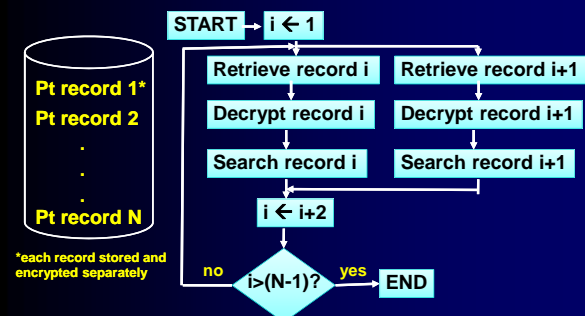 START
i ← 1
Pt record 1*
Pt record 2
.
.
.
Pt record N
*each record stored and
encrypted separately
Retrieve record i
Decrypt record i
Search record i
Retrieve record i+1
Decrypt record i+1
Search record i+1
i ← i+2
i>(N-1)?
no
yes
END